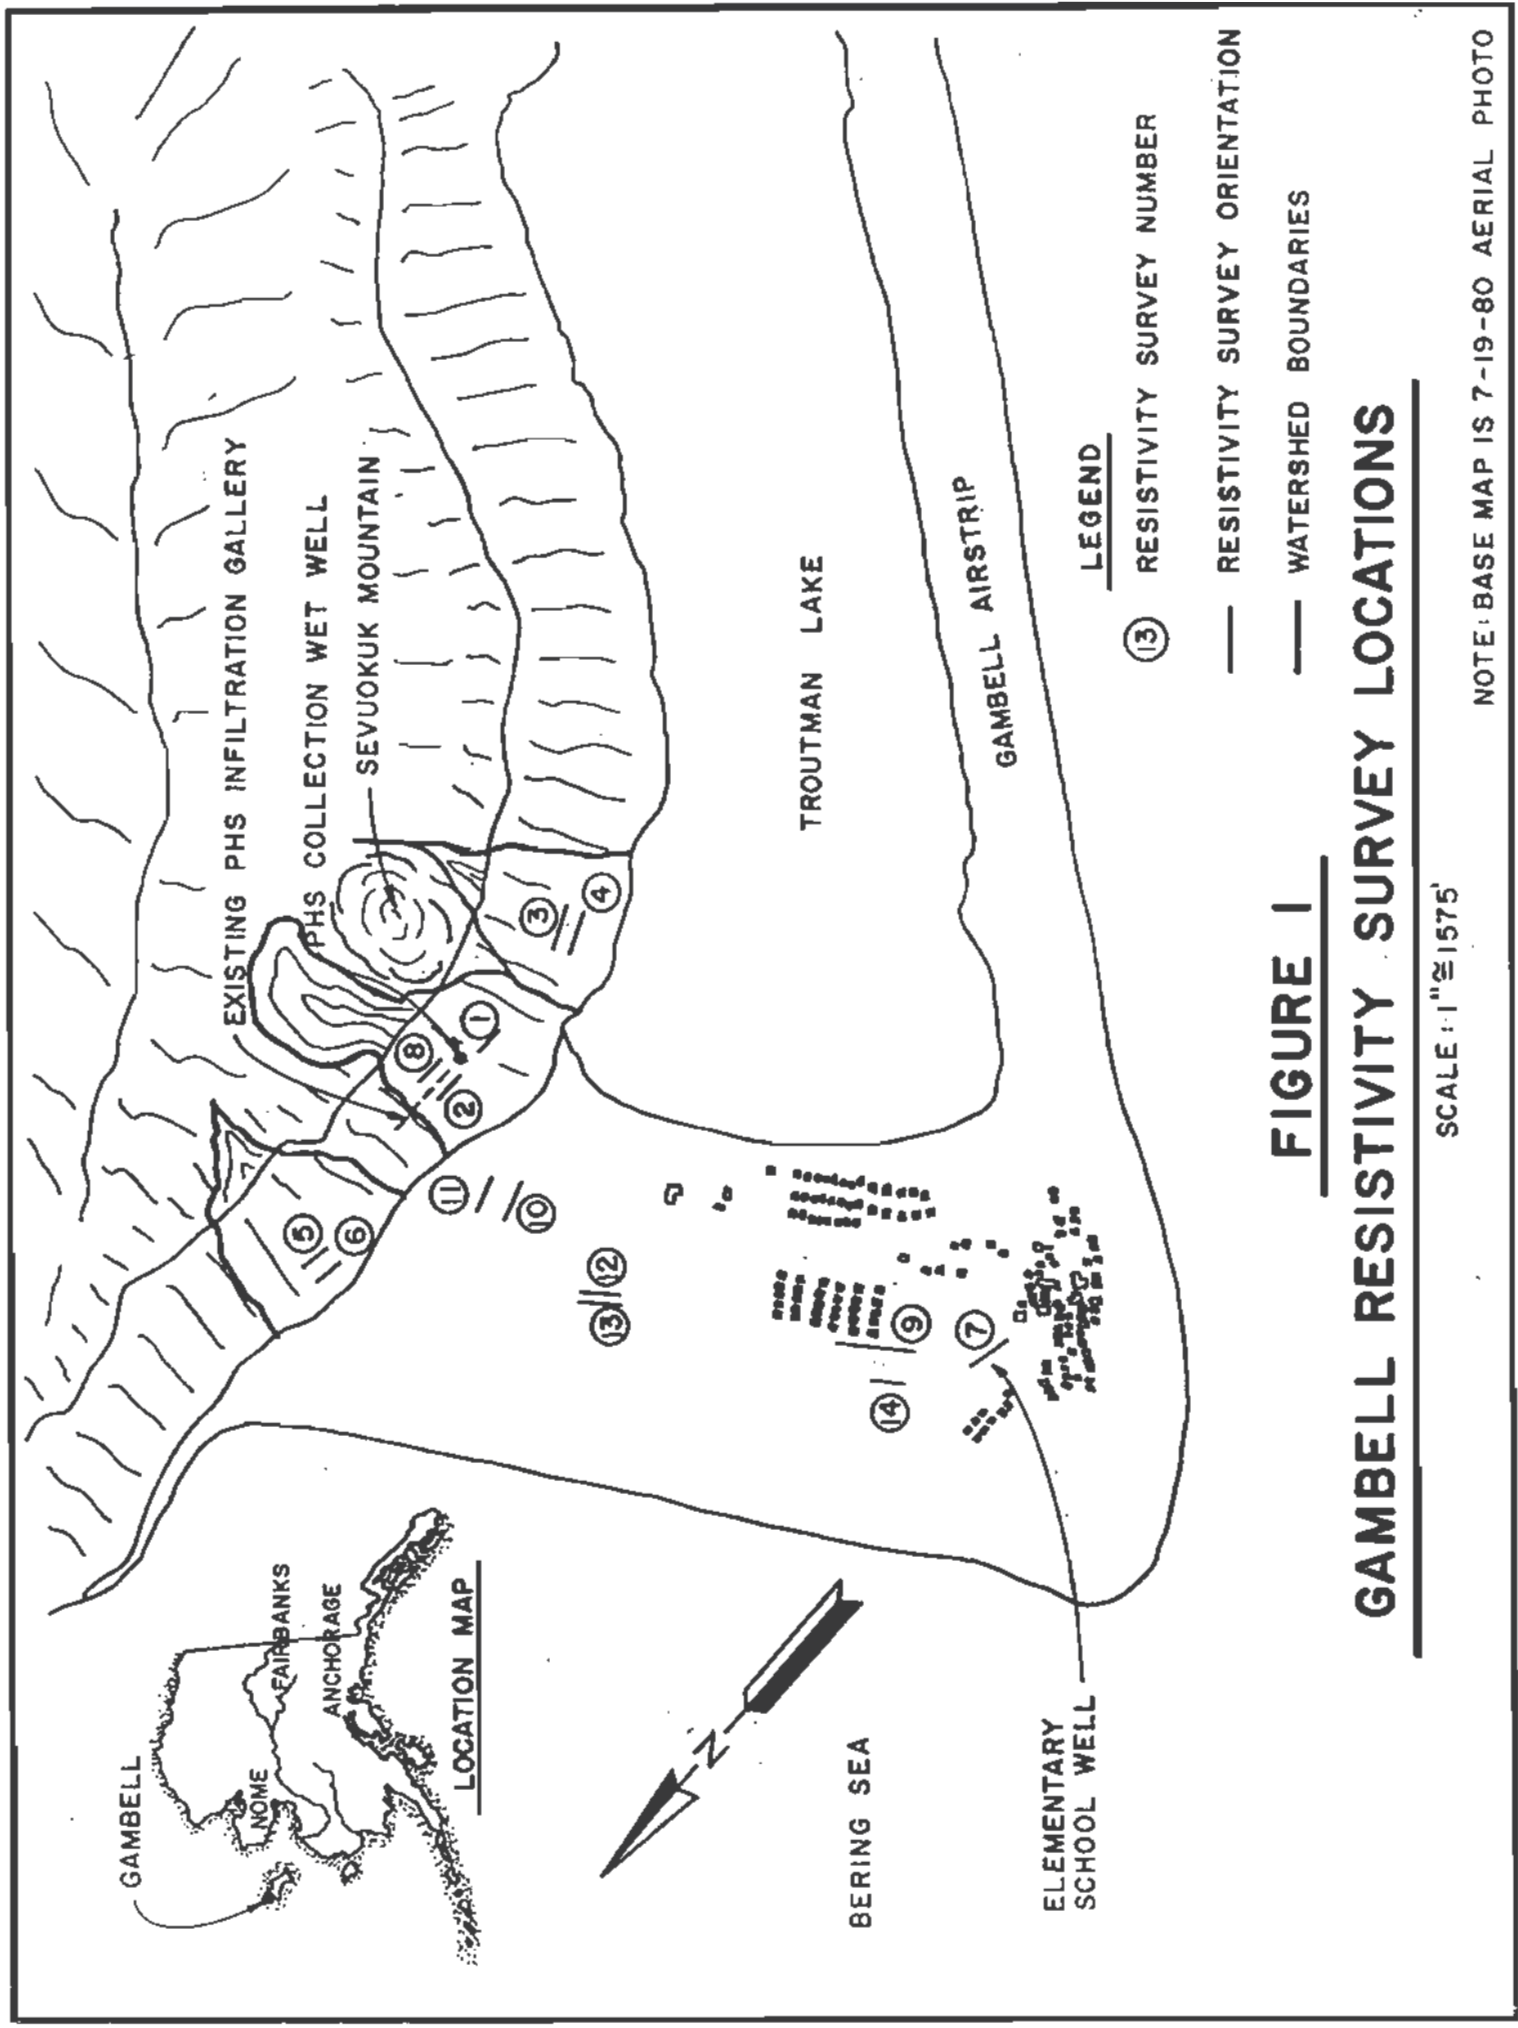 GAMBELL
NOME
FAIRBANKS
ANCHORAGE
LOCATION MAP
EXISTING PHS INFILTRATION GALLERY
PHS COLLECTION WET WELL
SEVUOKUK MOUNTAIN
5
6
11
10
13
12
8
2
1
3
4
TROUTMAN LAKE
GAMBELL AIRSTRIP
14
9
7
N
BERING SEA
ELEMENTARY
SCHOOL WELL
LEGEND
13 RESISTIVITY SURVEY NUMBER
RESISTIVITY SURVEY ORIENTATION
WATERSHED BOUNDARIES
FIGURE 1
GAMBELL RESISTIVITY SURVEY LOCATIONS
SCALE: 1"≅1575'
NOTE: BASE MAP IS 7-19-80 AERIAL PHOTO